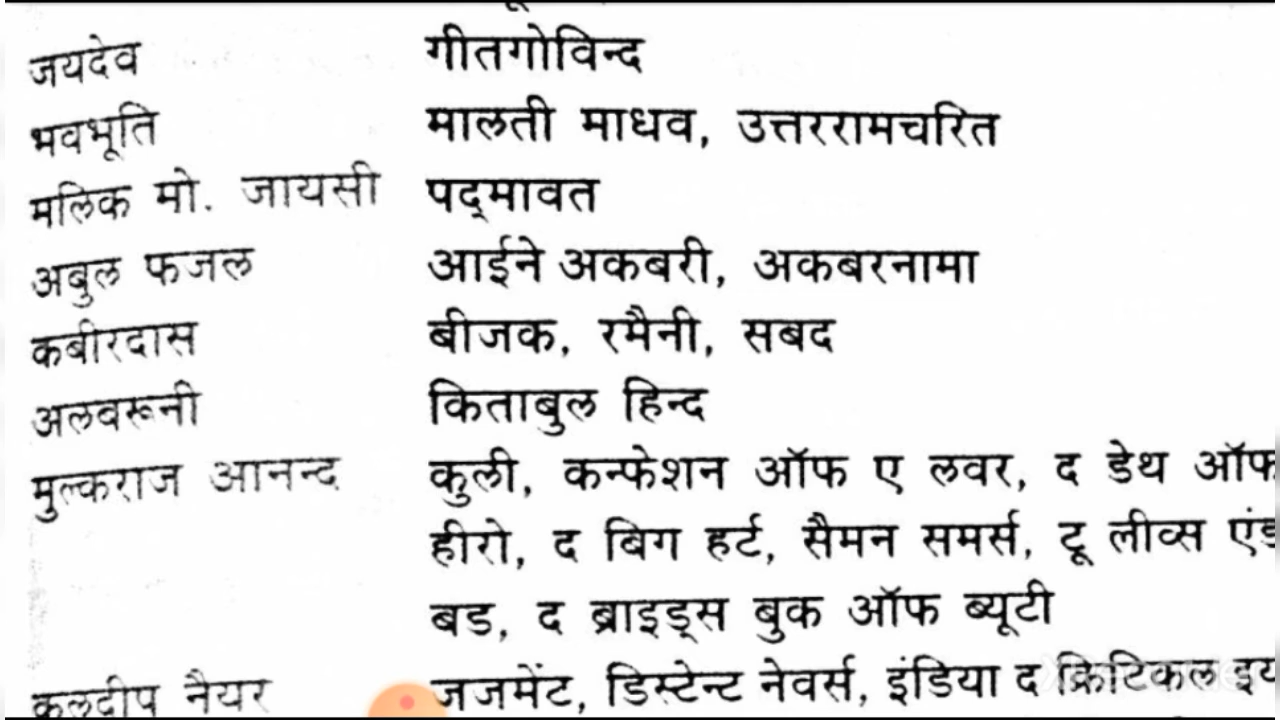 जयदेव गीतगोविन्द
भवभूति मालती माधव, उत्तररामचरित
मलिक मो. जायसी पद्मावत
अबुल फजल आईने अकबरी, अकबरनामा
कबीरदास बीजक, रमैनी, सबद
अलबरूनी किताबुल हिन्द
मुल्कराज आनन्द कुली, कन्फेशन ऑफ ए लवर, द डेथ ऑफ
हीरो, द बिग हर्ट, सैमन समर्स, टू लीव्स एंड
बड, द ब्राइड्स बुक ऑफ ब्यूटी
कुलदीप नैयर जजमेंट, डिस्टेन्ट नेवर्स, इंडिया द क्रिटिकल